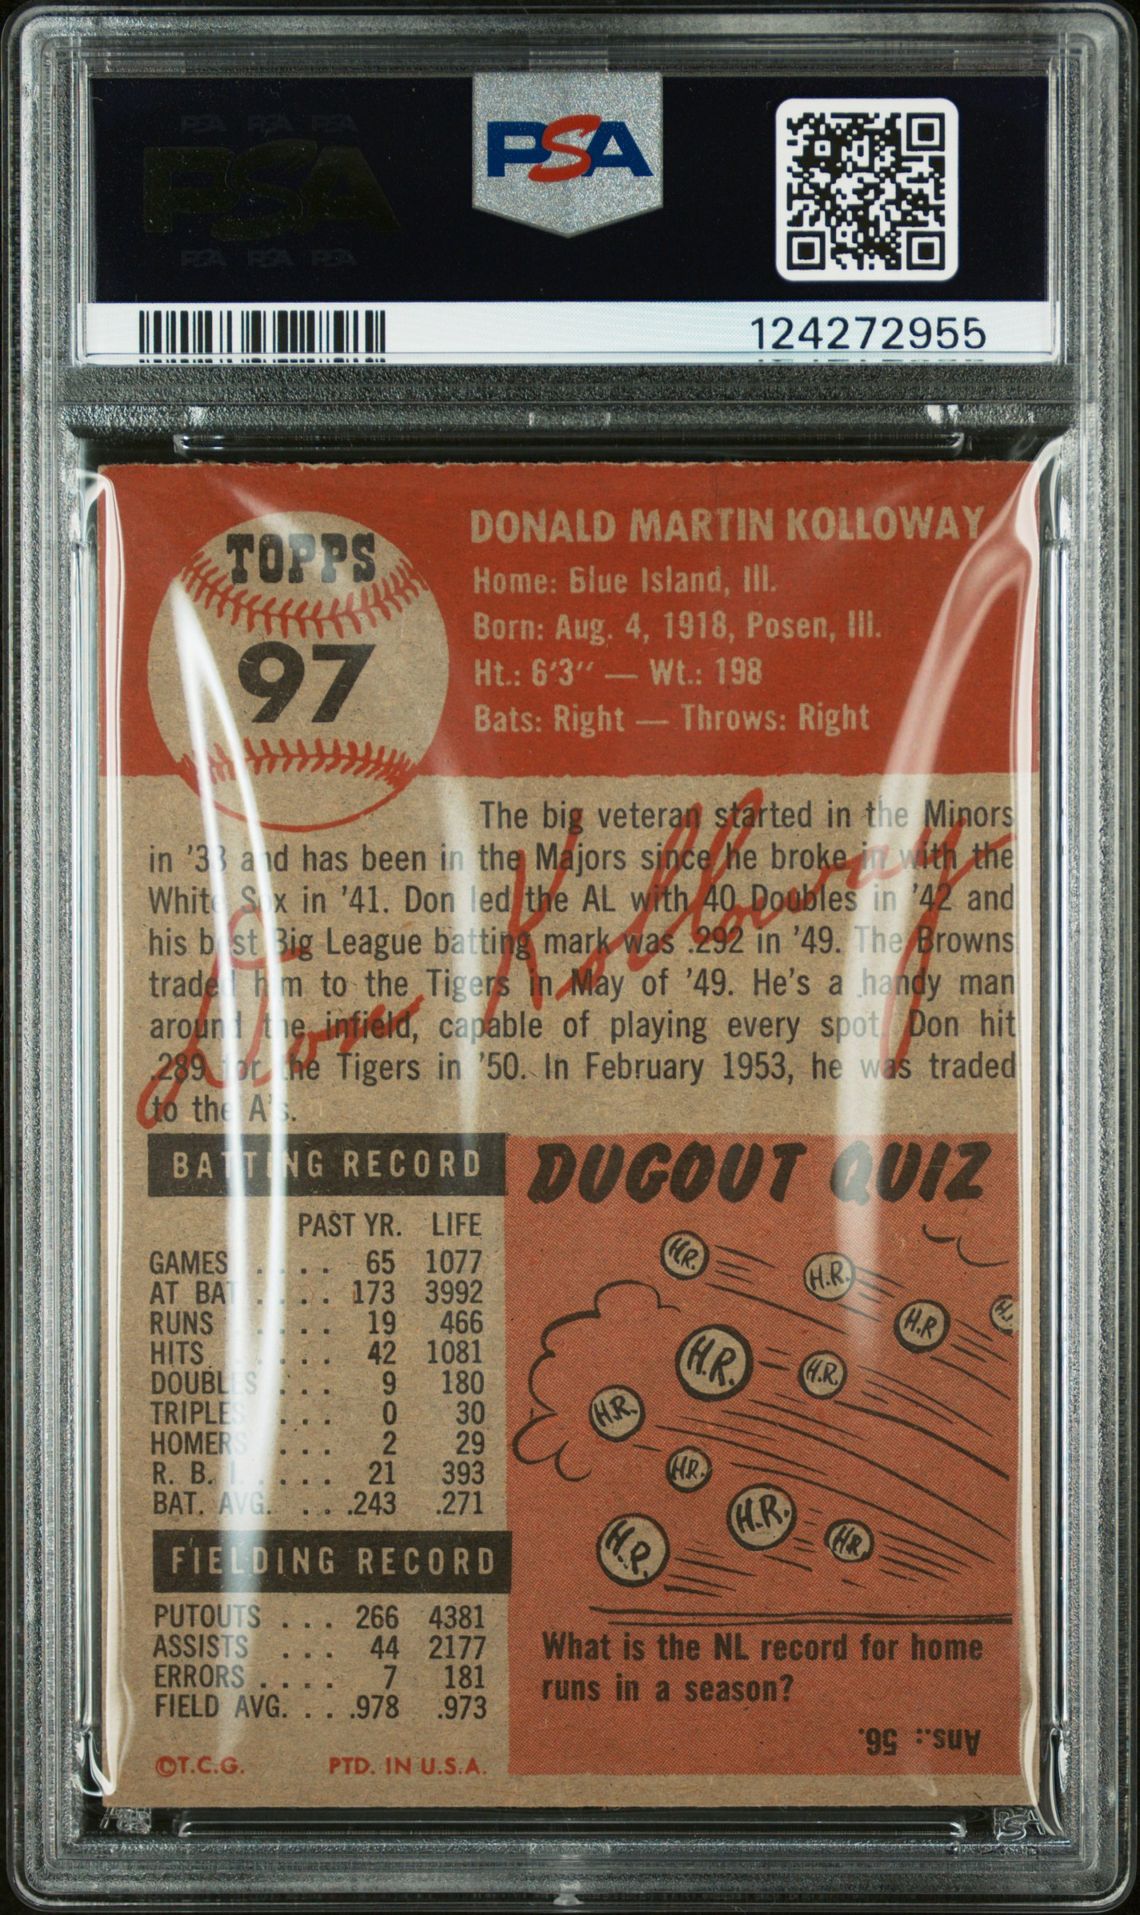 PSA PSA PSA
PSA
PSA PSA PSA
PSA
124272955
TOPPS
97
DONALD MARTIN KOLLOWAY
Home: Blue Island, Ill.
Born: Aug. 4, 1918, Posen, Ill.
Ht.: 6'3" — Wt.: 198
Bats: Right — Throws: Right
The big veteran started in the Minors
in '38 and has been in the Majors since he broke in with the
White Sox in '41. Don led the AL with 40 Doubles in '42 and
his best Big League batting mark was .292 in '49. The Browns
traded him to the Tigers in May of '49. He's a handy man
around the infield, capable of playing every spot. Don hit
.289 for the Tigers in '50. In February 1953, he was traded
to the A's.
Don Kolloway
BATTING RECORD
PAST YR. LIFE
GAMES . . . . 65 1077
AT BAT . . . . 173 3992
RUNS . . . . 19 466
HITS . . . . . 42 1081
DOUBLES . . . 9 180
TRIPLES . . . . 0 30
HOMERS . . . 2 29
R. B. I. . . . . 21 393
BAT. AVG. . . .243 .271
FIELDING RECORD
PUTOUTS . . . 266 4381
ASSISTS . . . 44 2177
ERRORS . . . . 7 181
FIELD AVG. . . .978 .973
©T.C.G. PTD. IN U.S.A.
DUGOUT QUIZ
H.R.
H.R.
H.R
H.
H.R.
H.R.
H.R.
H.R.
H.R.
H.R.
H.R.
What is the NL record for home
runs in a season?
Ans.: 56.
PSA
PSA